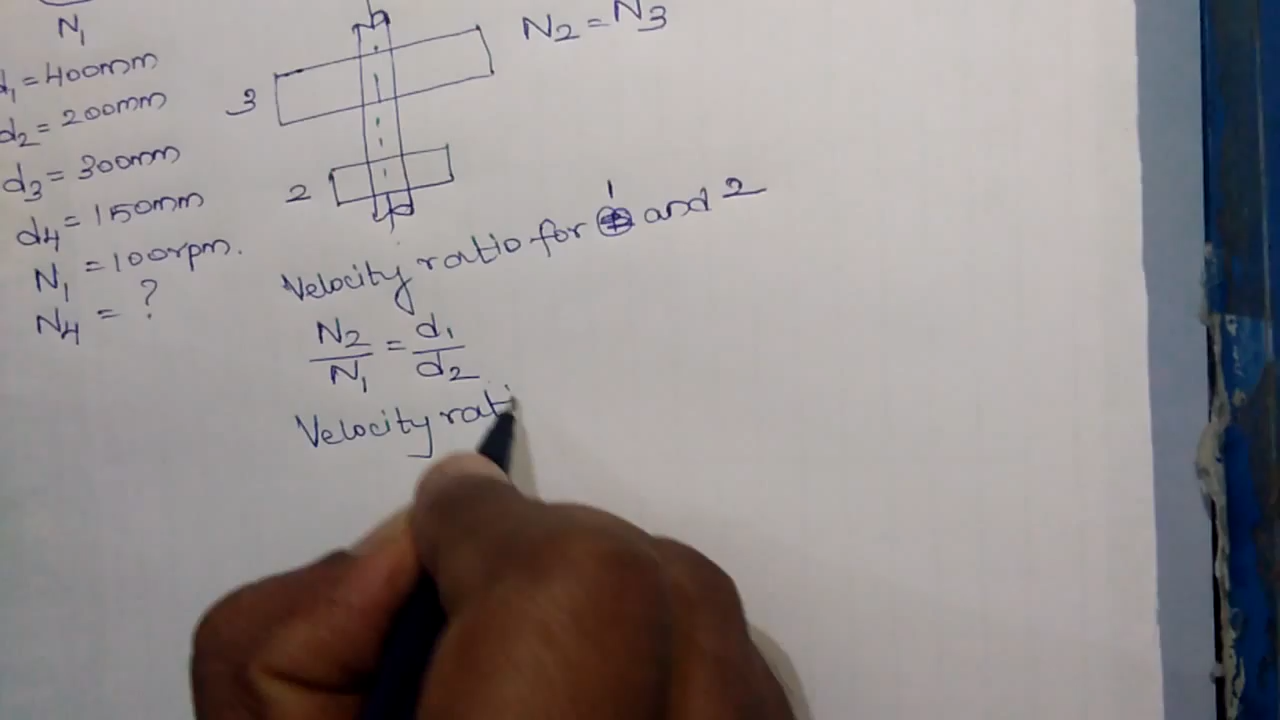 N1
d1 = 400mm
d2 = 200mm
d3 = 300mm
d4 = 150mm
N1 = 100rpm.
N4 = ?
N2 = N3
3
2
Velocity ratio for 1 and 2
N2/N1 = d1/d2
Velocity rati